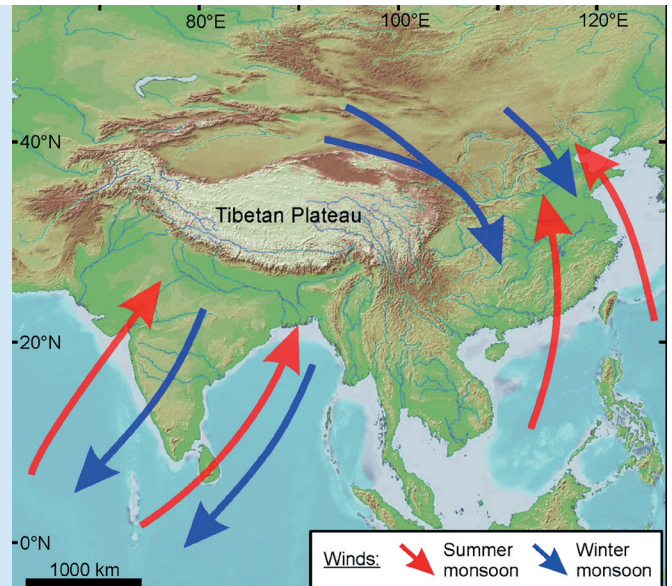 80°E 100°E 120°E
40°N
Tibetan Plateau
20°N
0°N
1000 km
Winds: Summer monsoon Winter monsoon